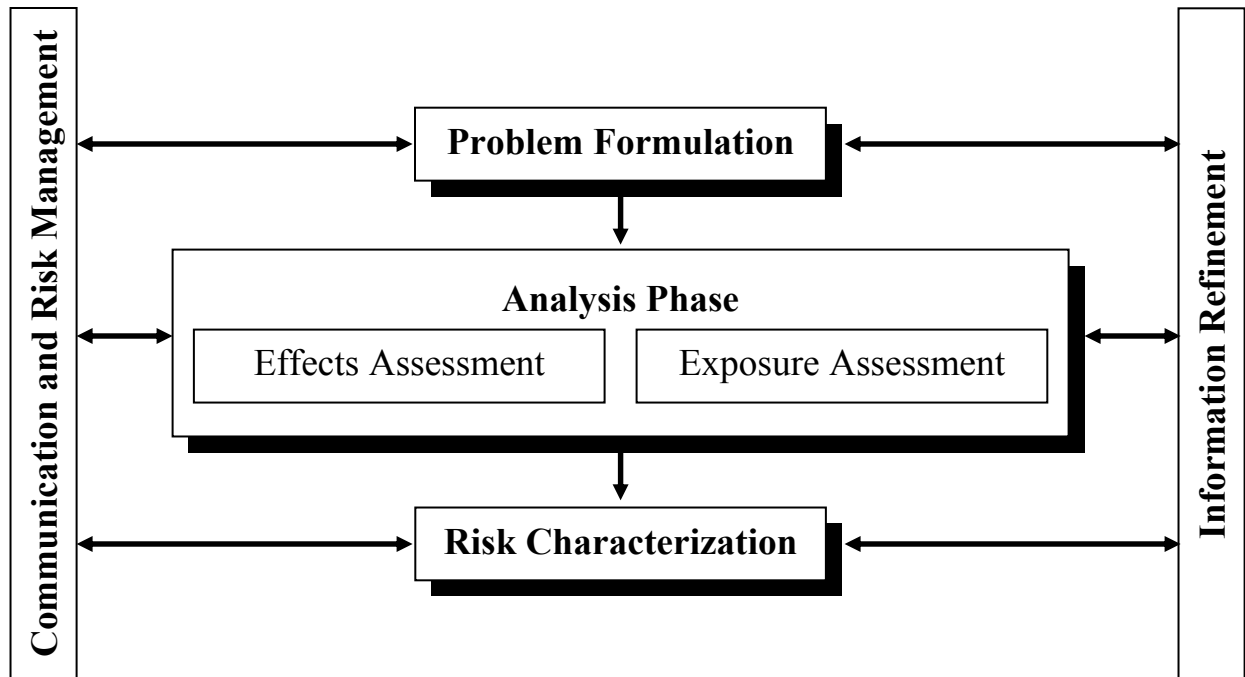 Communication and Risk Management
Problem Formulation
Analysis Phase
Effects Assessment
Exposure Assessment
Risk Characterization
Information Refinement